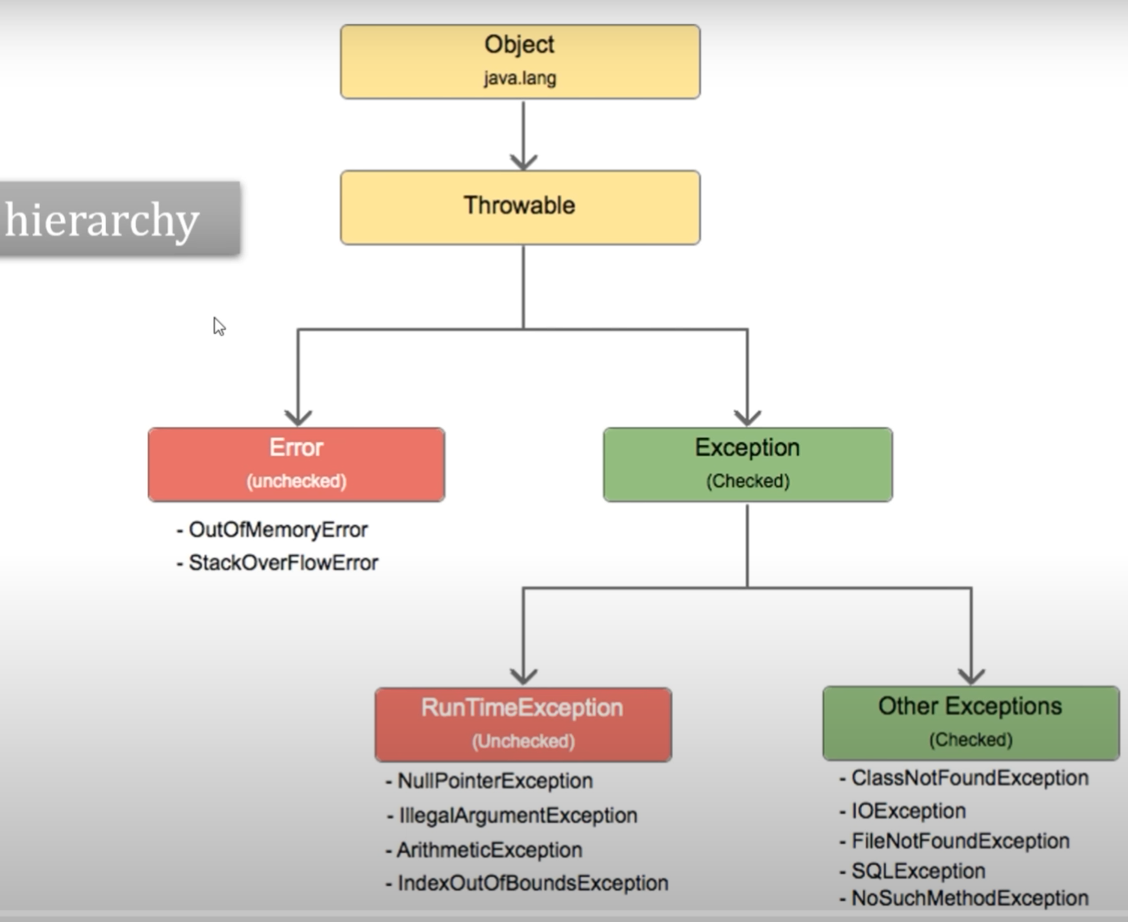 Object
java.lang
hierarchy
Throwable
Error
(unchecked)
- OutOfMemoryError
- StackOverFlowError
Exception
(Checked)
RunTimeException
(Unchecked)
- NullPointerException
- IllegalArgumentException
- ArithmeticException
- IndexOutOfBoundsException
Other Exceptions
(Checked)
- ClassNotFoundException
- IOException
- FileNotFoundException
- SQLException
- NoSuchMethodException